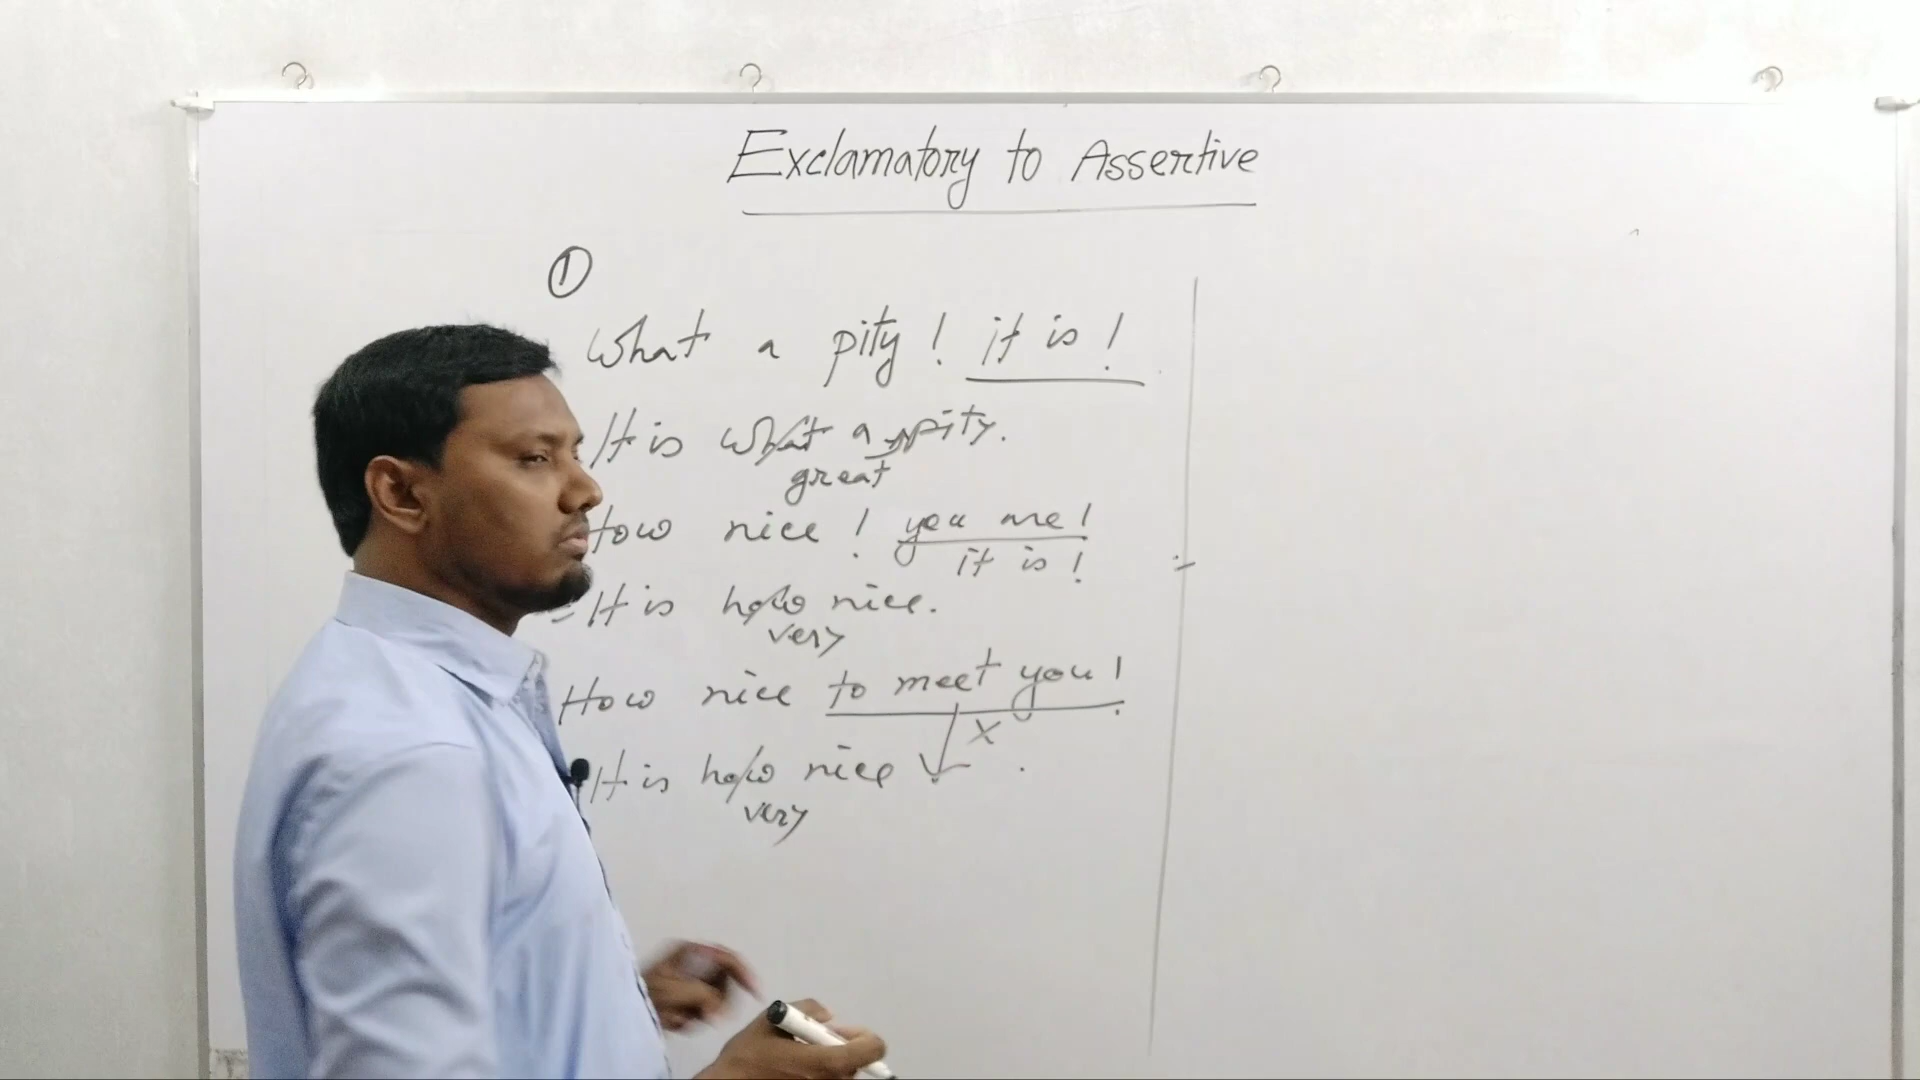 Exclamatory to Assertive
①
What a pity! it is!
It is what a pity.
great
How nice! you are!
it is!
= It is how nice.
very
How nice to meet you!
x
It is how nice .
very